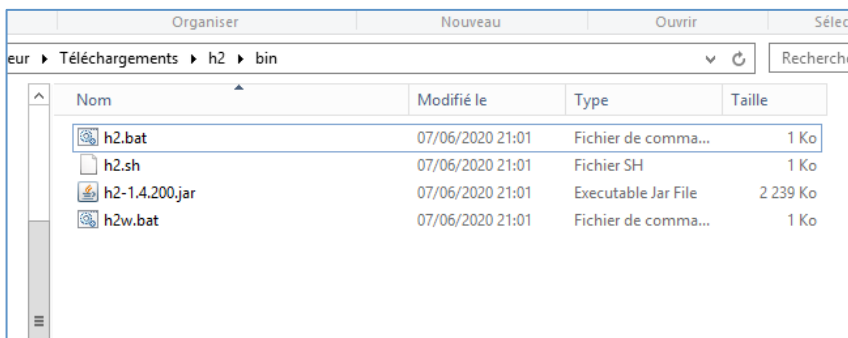 Organiser Nouveau Ouvrir Sélec
eur ▸ Téléchargements ▸ h2 ▸ bin Recherche
Nom Modifié le Type Taille
h2.bat 07/06/2020 21:01 Fichier de comma... 1 Ko
h2.sh 07/06/2020 21:01 Fichier SH 1 Ko
h2-1.4.200.jar 07/06/2020 21:01 Executable Jar File 2 239 Ko
h2w.bat 07/06/2020 21:01 Fichier de comma... 1 Ko